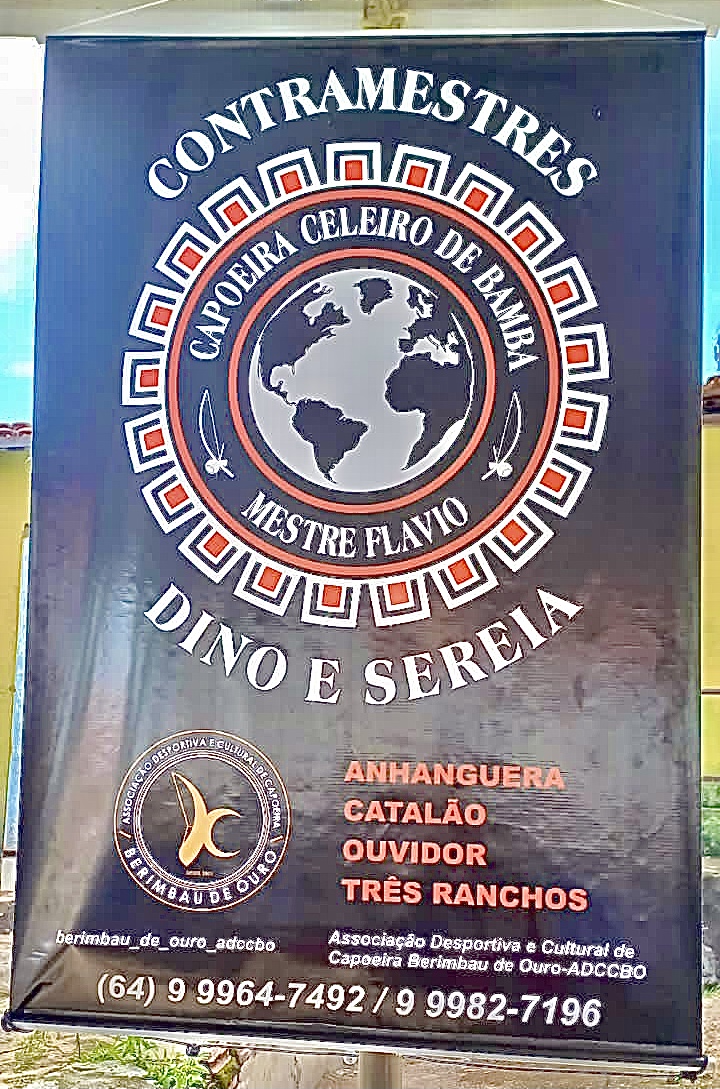 CONTRAMESTRES
CAPOEIRA CELEIRO DE BAMBA
MESTRE FLAVIO
DINO E SEREIA
ASSOCIAÇÃO DESPORTIVA E CULTURAL DE CAPOEIRA
BERIMBAU DE OURO
ANHANGUERA
CATALÃO
OUVIDOR
TRÊS RANCHOS
berimbau_de_ouro_adccbo
Associação Desportiva e Cultural de
Capoeira Berimbau de Ouro-ADCCBO
(64) 9 9964-7492 / 9 9982-7196